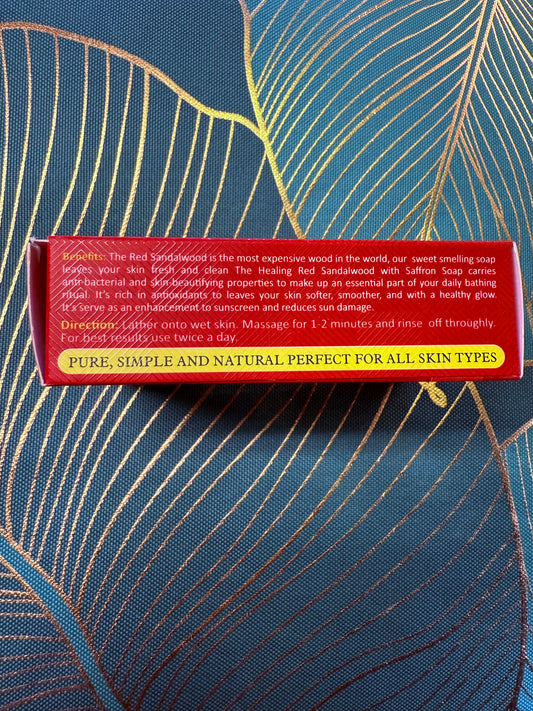 Benefits: The Red Sandalwood is the most expensive wood in the world, our sweet smelling soap
leaves your skin fresh and clean The Healing Red Sandalwood with Saffron Soap carries
anti-bacterial and skin-beautifying properties to make up an essential part of your daily bathing
ritual. It's rich in antioxidants to leaves your skin softer, smoother, and with a healthy glow.
It's serve as an enhancement to sunscreen and reduces sun damage.
Direction: Lather onto wet skin. Massage for 1-2 minutes and rinse off throughly.
For best results use twice a day.
PURE, SIMPLE AND NATURAL PERFECT FOR ALL SKIN TYPES